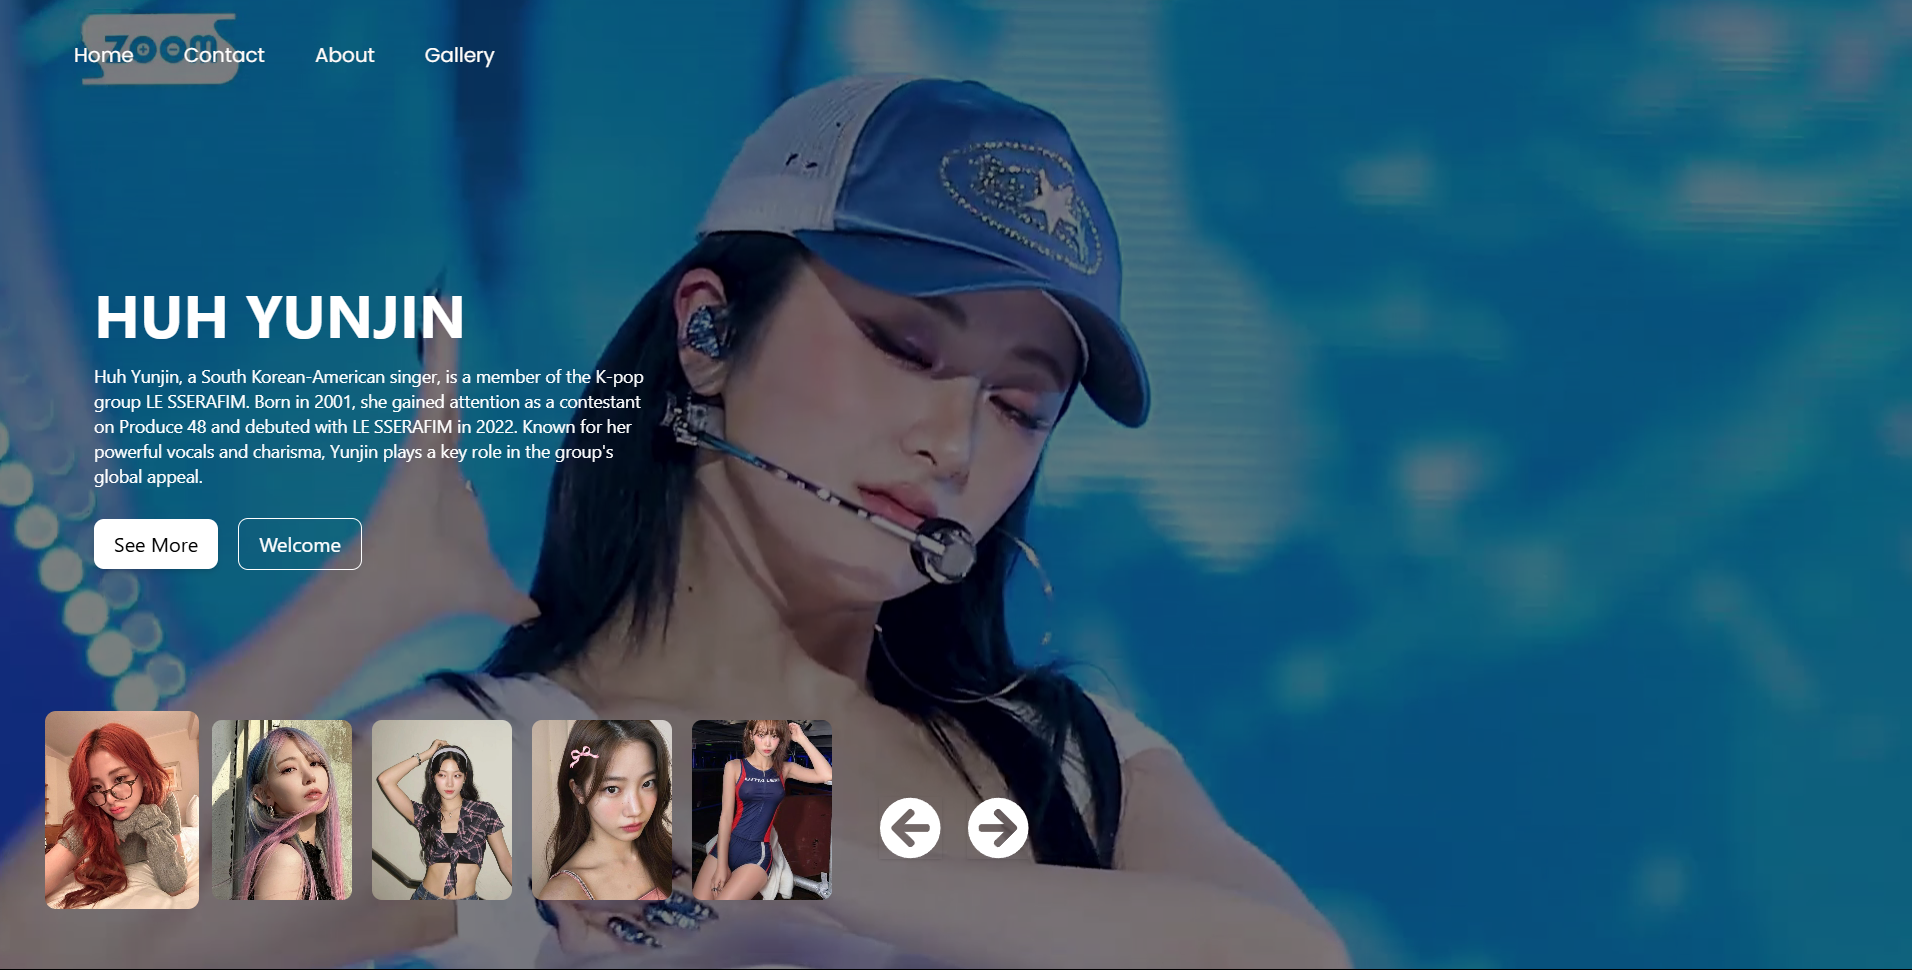 ZOOM
Home Contact About Gallery
HUH YUNJIN
Huh Yunjin, a South Korean-American singer, is a member of the K-pop
group LE SSERAFIM. Born in 2001, she gained attention as a contestant
on Produce 48 and debuted with LE SSERAFIM in 2022. Known for her
powerful vocals and charisma, Yunjin plays a key role in the group's
global appeal.
See More Welcome